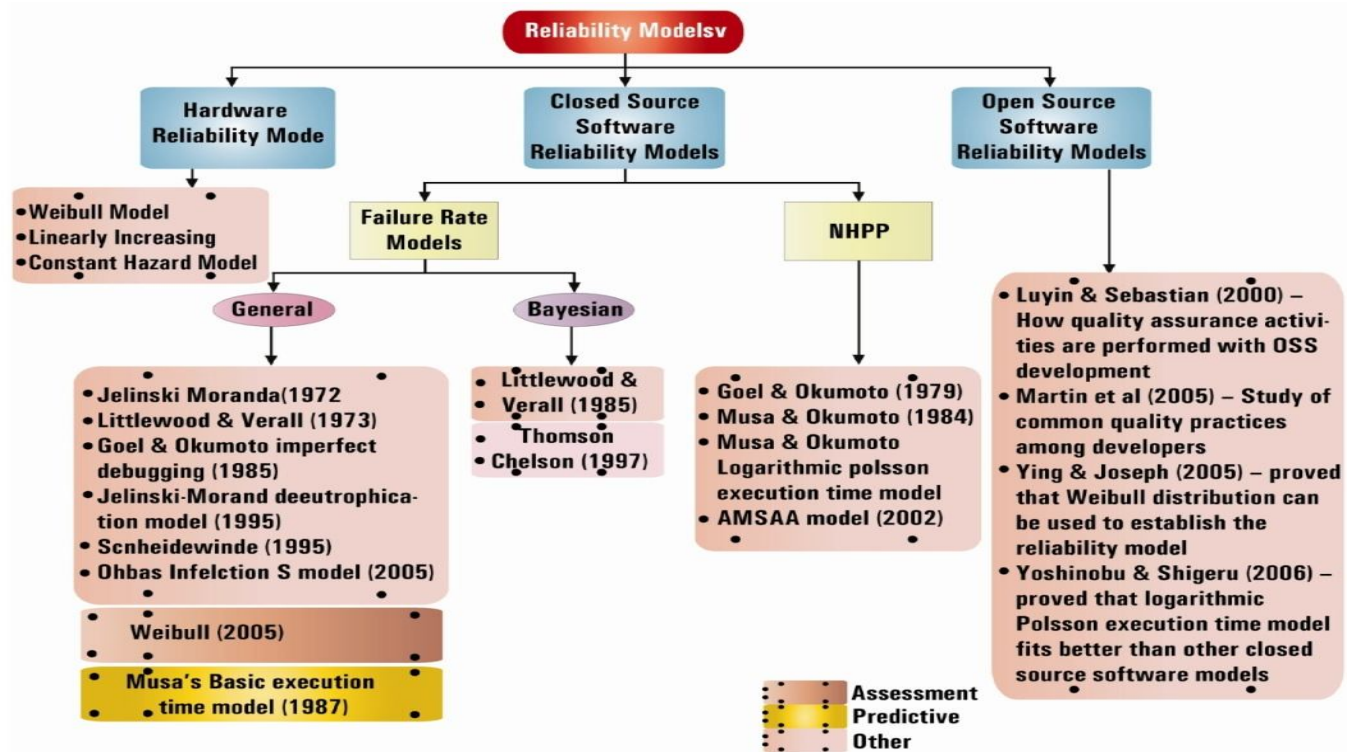 Reliability Modelsv
Hardware
Reliability Mode
Closed Source
Software
Reliability Models
Open Source
Software
Reliability Models
Weibull Model
Linearly Increasing
Constant Hazard Model
Failure Rate
Models
NHPP
General
Bayesian
Jelinski Moranda(1972
Littlewood & Verall (1973)
Goel & Okumoto imperfect
debugging (1985)
Jelinski-Morand deeutrophica-
tion model (1995)
Scnheidewinde (1995)
Ohbas Infelction S model (2005)
Weibull (2005)
Musa's Basic execution
time model (1987)
Littlewood &
Verall (1985)
Thomson
Chelson (1997)
Goel & Okumoto (1979)
Musa & Okumoto (1984)
Musa & Okumoto
Logarithmic polsson
execution time model
AMSAA model (2002)
Luyin & Sebastian (2000) –
How quality assurance activi-
ties are performed with OSS
development
Martin et al (2005) – Study of
common quality practices
among developers
Ying & Joseph (2005) – proved
that Weibull distribution can
be used to establish the
reliability model
Yoshinobu & Shigeru (2006) –
proved that logarithmic
Polsson execution time model
fits better than other closed
source software models
Assessment
Predictive
Other